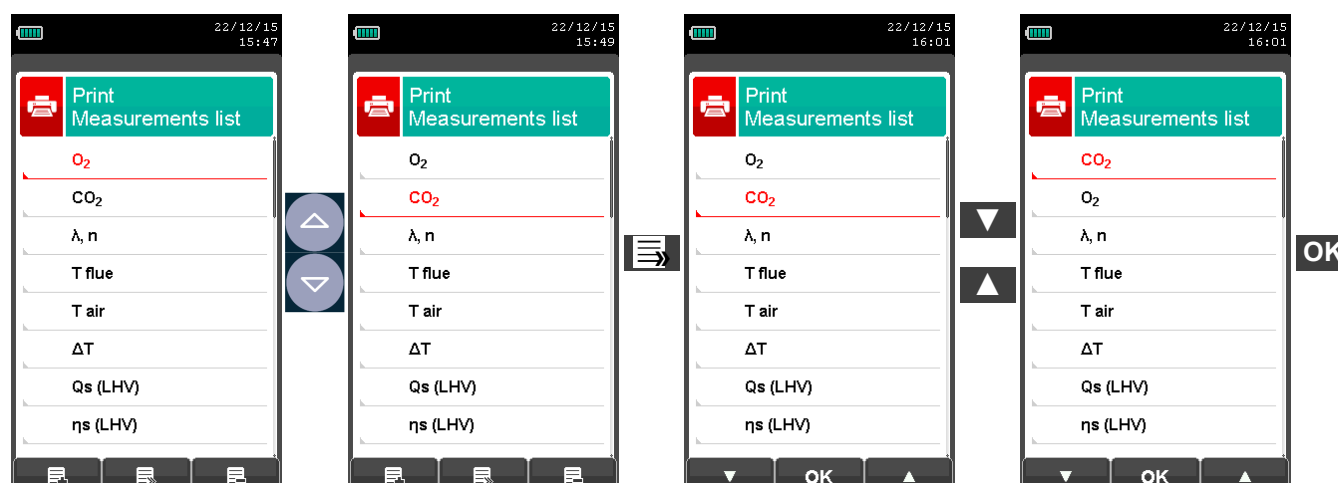 22/12/15
15:47
Print
Measurements list
O₂
CO₂
λ, n
T flue
T air
ΔT
Qs (LHV)
ηs (LHV)
22/12/15
15:49
Print
Measurements list
O₂
CO₂
λ, n
T flue
T air
ΔT
Qs (LHV)
ηs (LHV)
22/12/15
16:01
Print
Measurements list
O₂
CO₂
λ, n
T flue
T air
ΔT
Qs (LHV)
ηs (LHV)
▼ OK ▲
▼
▲
22/12/15
16:01
Print
Measurements list
CO₂
O₂
λ, n
T flue
T air
ΔT
Qs (LHV)
ηs (LHV)
▼ OK ▲
OK